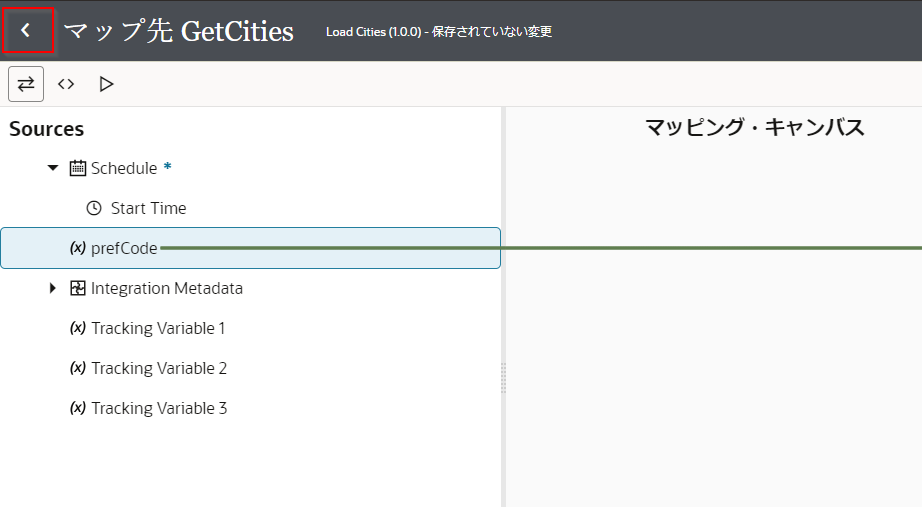 マップ先 GetCities
Load Cities (1.0.0) - 保存されていない変更
Sources
マッピング・キャンバス
Schedule *
Start Time
(x) prefCode
Integration Metadata
(x) Tracking Variable 1
(x) Tracking Variable 2
(x) Tracking Variable 3